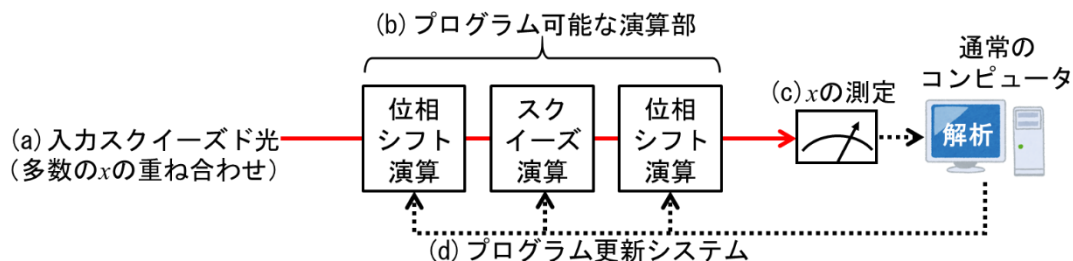 (b) プログラム可能な演算部
通常の
コンピュータ
(c) xの測定
(a) 入力スクイーズド光
(多数のxの重ね合わせ)
位相
シフト
演算
スク
イーズ
演算
位相
シフト
演算
解析
(d) プログラム更新システム